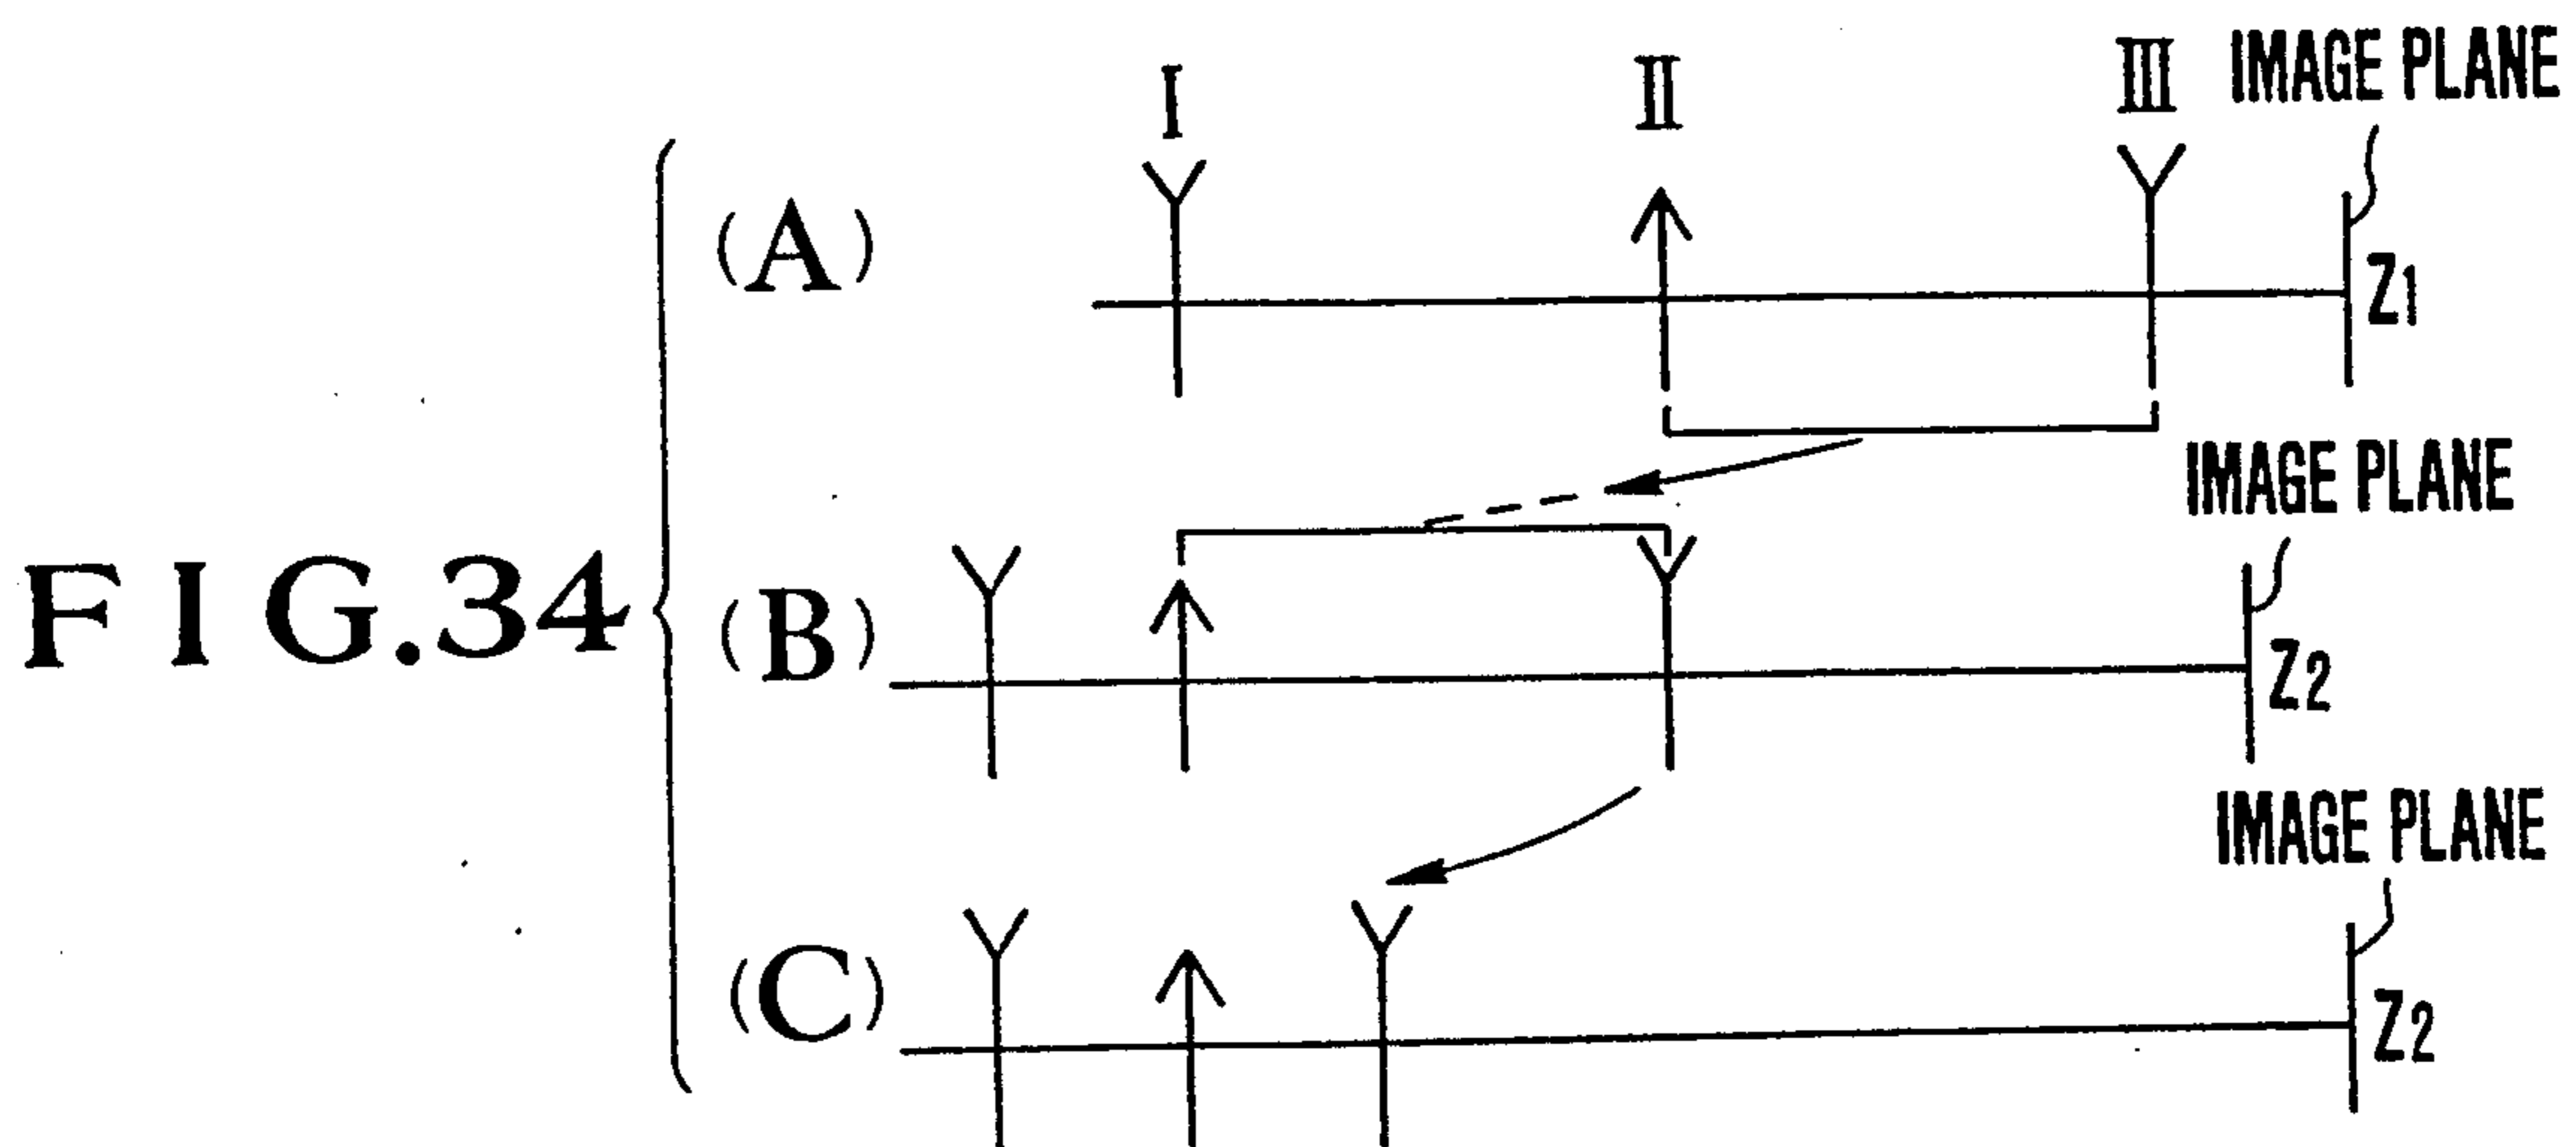 I II III IMAGE PLANE
(A)
Z1
IMAGE PLANE
FIG.34 (B)
Z2
IMAGE PLANE
(C)
Z2